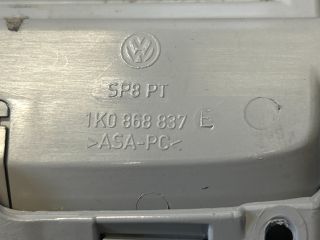 SP8 PT
1K0 868 837 E
>ASA-PC<